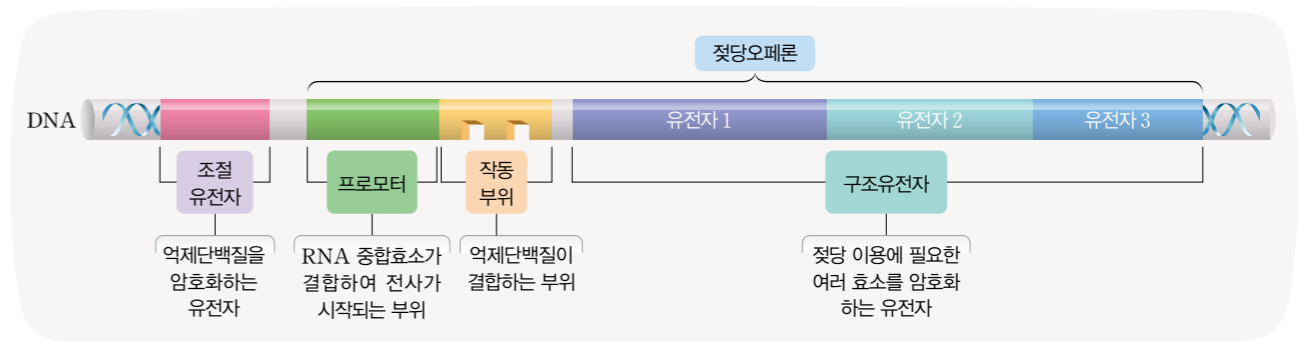 젖당오페론
DNA
유전자 1
유전자 2
유전자 3
조절
유전자
프로모터
작동
부위
구조유전자
억제단백질을
암호화하는
유전자
RNA 중합효소가
결합하여 전사가
시작되는 부위
억제단백질이
결합하는 부위
젖당 이용에 필요한
여러 효소를 암호화
하는 유전자